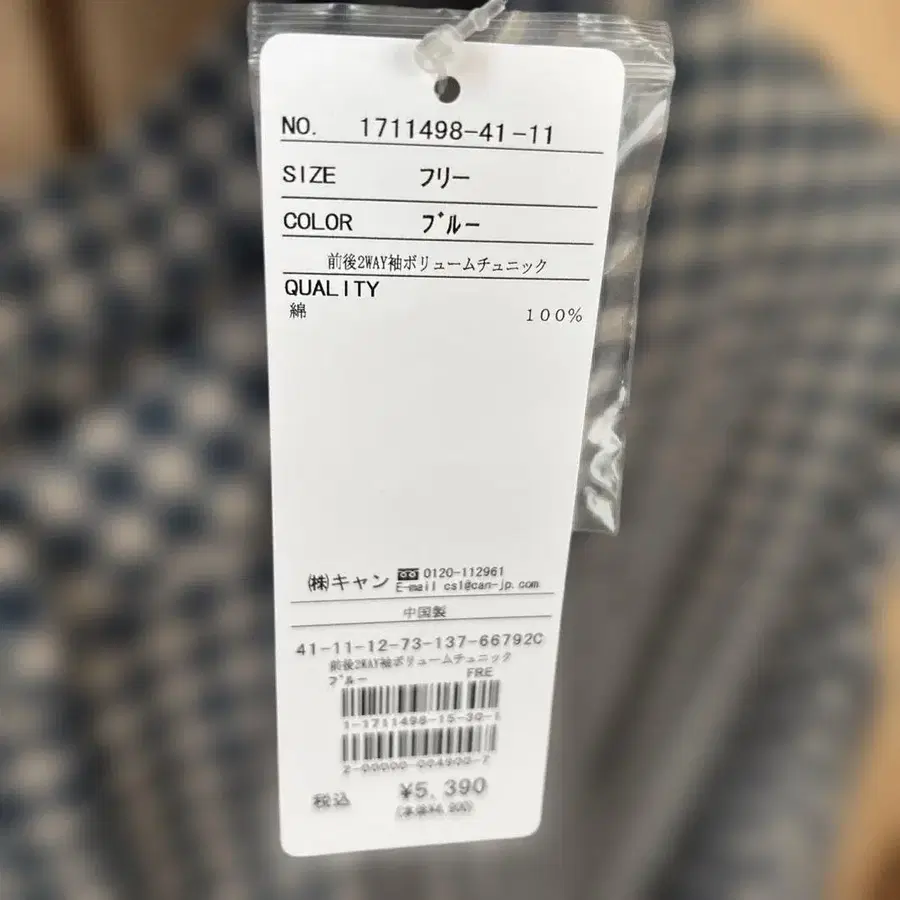 NO. 1711498-41-11
SIZE フリー
COLOR ブルー
前後2WAY袖ボリュームチュニック
QUALITY
綿 100%
㈱キャン 0120-112961
E-mail csl@can-jp.com
中国製
41-11-12-73-137-66792C
前後2WAY袖ボリュームチュニック
ブルー FRE
1-1711498-15-30-1
2-00000-004900-7
税込 ¥5,390
(本体¥4,900)